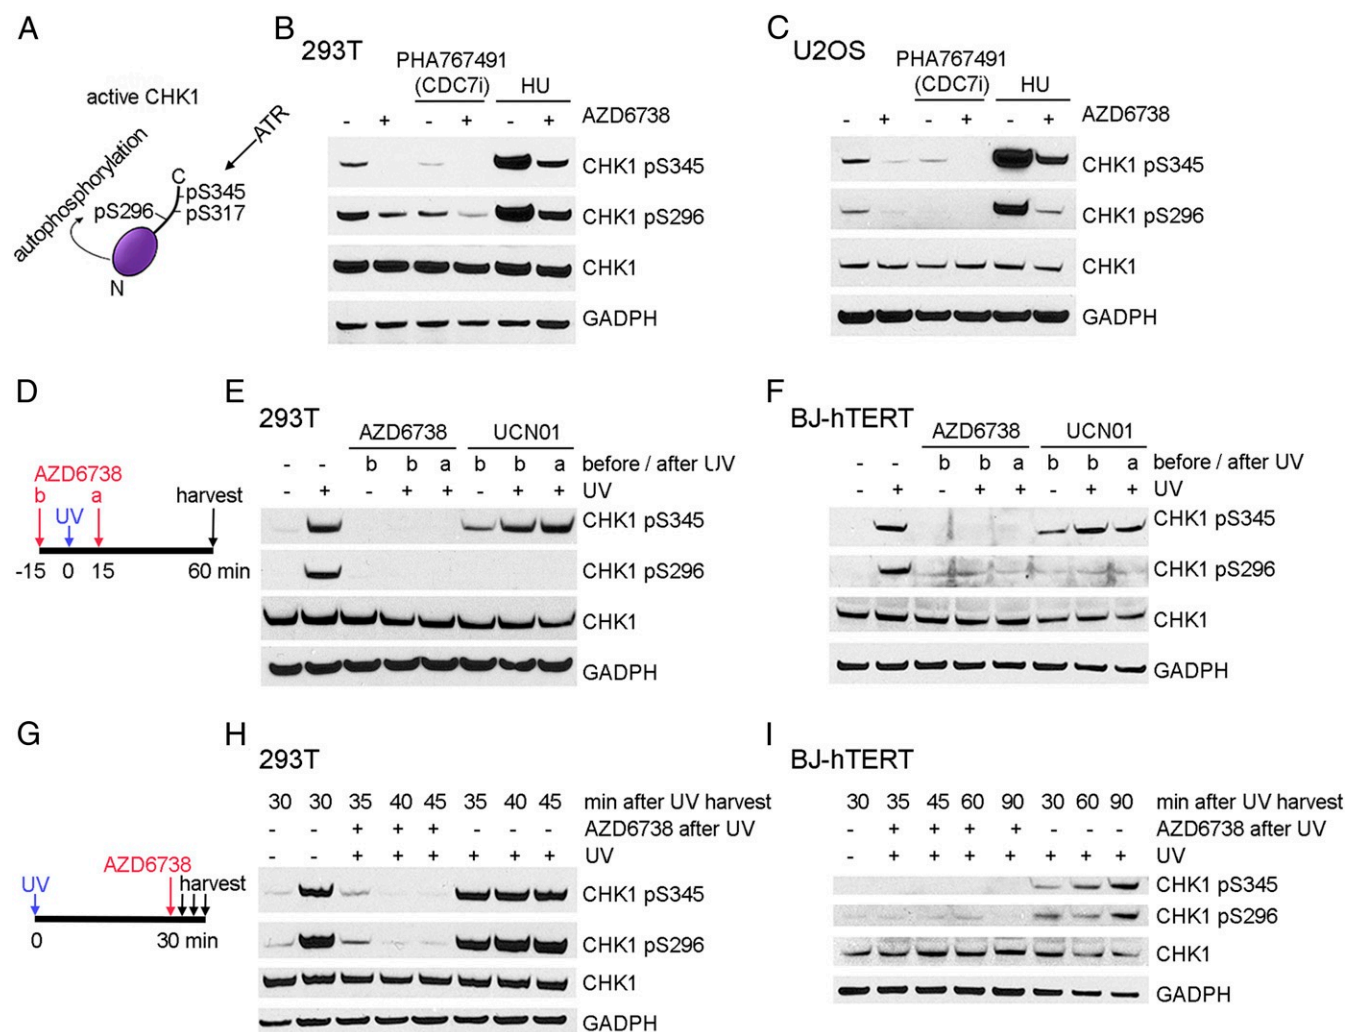 A
active CHK1
autophosphorylation
ATR
C
pS345
pS296
pS317
N
B
293T
PHA767491
(CDC7i)
HU
- + - + - + AZD6738
CHK1 pS345
CHK1 pS296
CHK1
GADPH
C
U2OS
PHA767491
(CDC7i)
HU
- + - + - + AZD6738
CHK1 pS345
CHK1 pS296
CHK1
GADPH
D
AZD6738
b a harvest
UV
-15 0 15 60 min
E
293T
AZD6738 UCN01
- - b b a b b a before / after UV
- + - + + - + + UV
CHK1 pS345
CHK1 pS296
CHK1
GADPH
F
BJ-hTERT
AZD6738 UCN01
- - b b a b b a before / after UV
- + - + + - + + UV
CHK1 pS345
CHK1 pS296
CHK1
GADPH
G
AZD6738
UV harvest
0 30 min
H
293T
30 30 35 40 45 35 40 45 min after UV harvest
- - + + + - - - AZD6738 after UV
- - + + + + + + UV
CHK1 pS345
CHK1 pS296
CHK1
GADPH
I
BJ-hTERT
30 35 45 60 90 30 60 90 min after UV harvest
- + + + + - - - AZD6738 after UV
- + + + + + + + UV
CHK1 pS345
CHK1 pS296
CHK1
GADPH